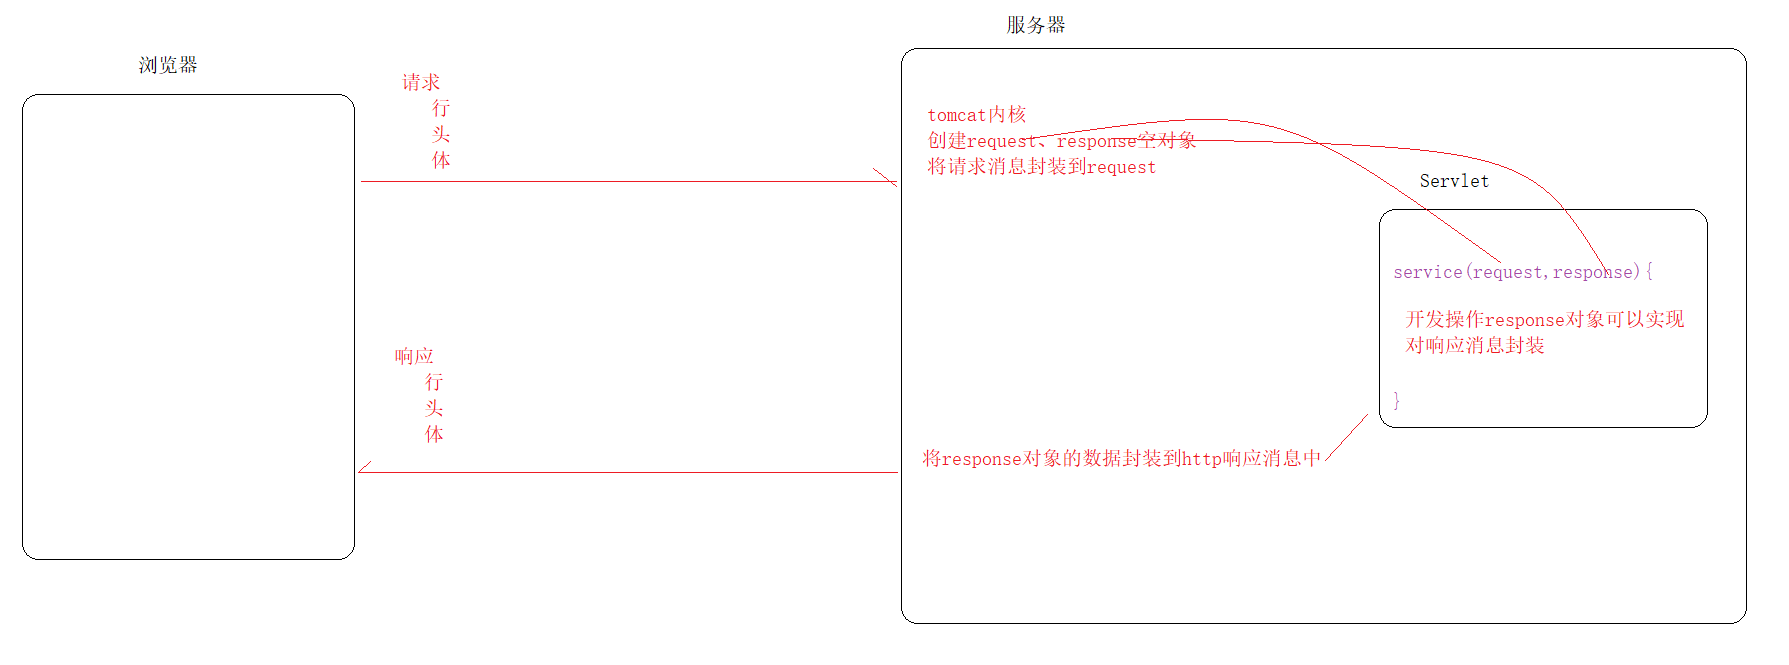 服务器
浏览器
请求
行
头
体
tomcat内核
创建request、response空对象
将请求消息封装到request
Servlet
service(request,response){
开发操作response对象可以实现
对响应消息封装
}
响应
行
头
体
将response对象的数据封装到http响应消息中